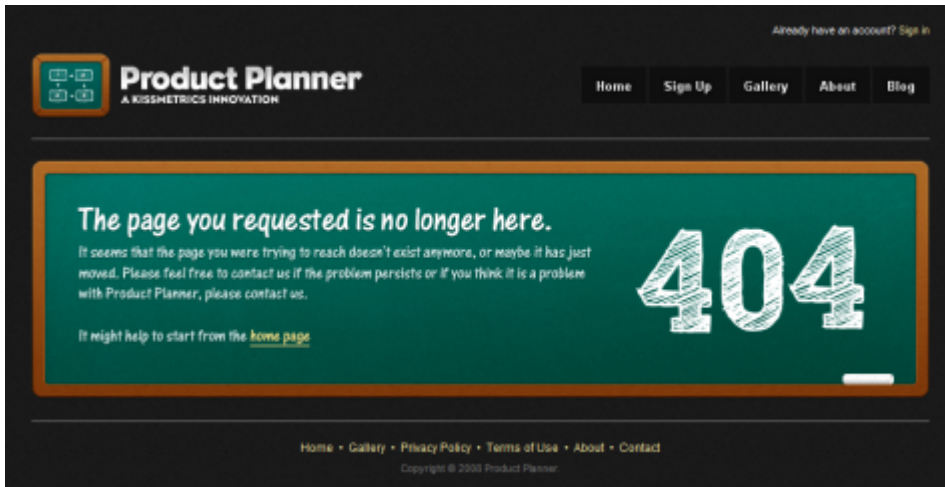 Already have an account? Sign in
Product Planner
A KISSMETRICS INNOVATION
Home Sign Up Gallery About Blog
The page you requested is no longer here.
It seems that the page you were trying to reach doesn't exist anymore, or maybe it has just
moved. Please feel free to contact us if the problem persists or if you think it is a problem
with Product Planner, please contact us.
It might help to start from the home page
404
Home • Gallery • Privacy Policy • Terms of Use • About • Contact
Copyright © 2008 Product Planner.